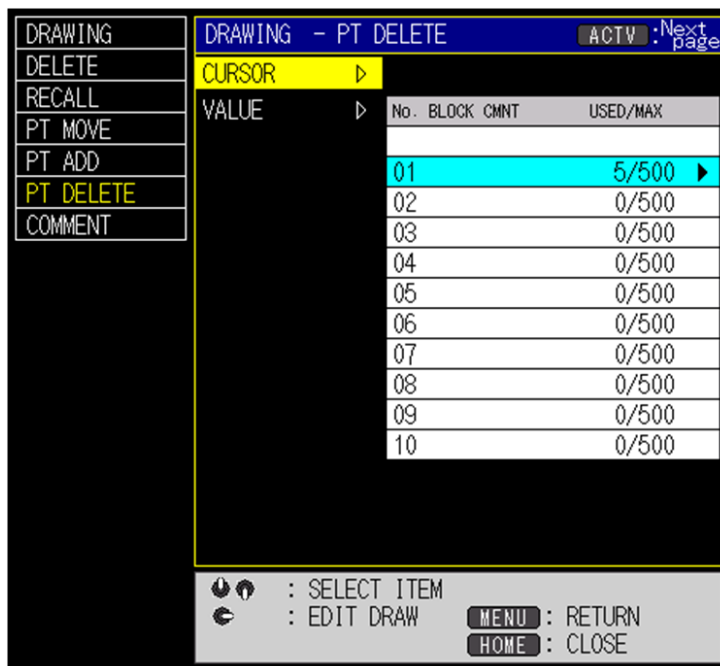 DRAWING
DELETE
RECALL
PT MOVE
PT ADD
PT DELETE
COMMENT
DRAWING - PT DELETE
ACTV :Next page
CURSOR ▷
VALUE ▷
No. BLOCK CMNT USED/MAX
01 5/500 ▶
02 0/500
03 0/500
04 0/500
05 0/500
06 0/500
07 0/500
08 0/500
09 0/500
10 0/500
: SELECT ITEM
: EDIT DRAW MENU : RETURN
HOME : CLOSE